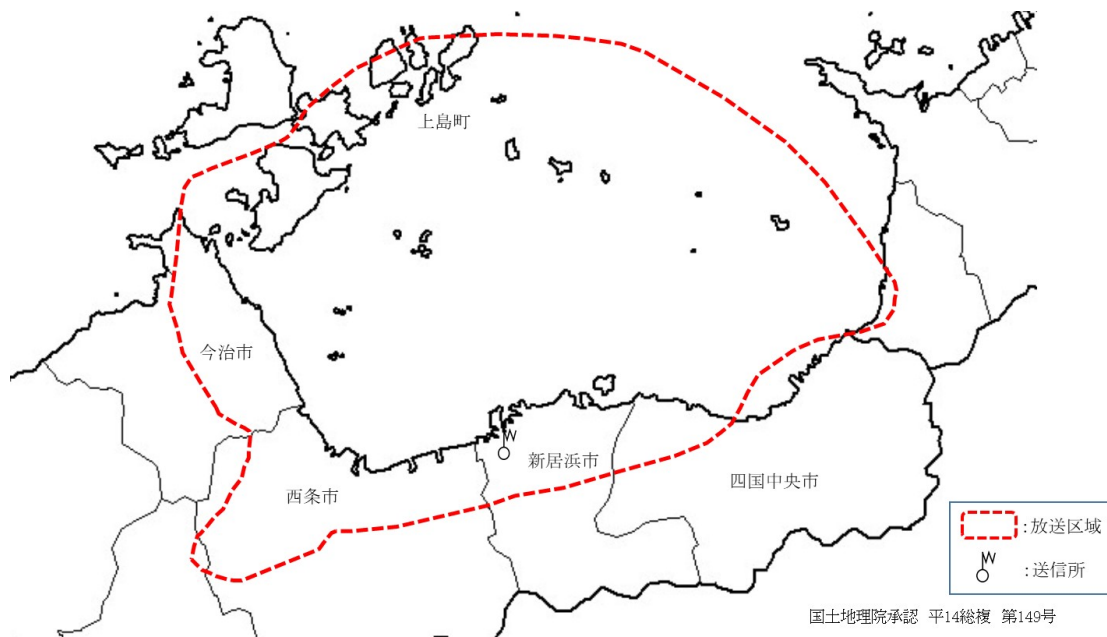 上島町
今治市
新居浜市
西条市
四国中央市
:放送区域
W
:送信所
国土地理院承認 平14総複 第149号